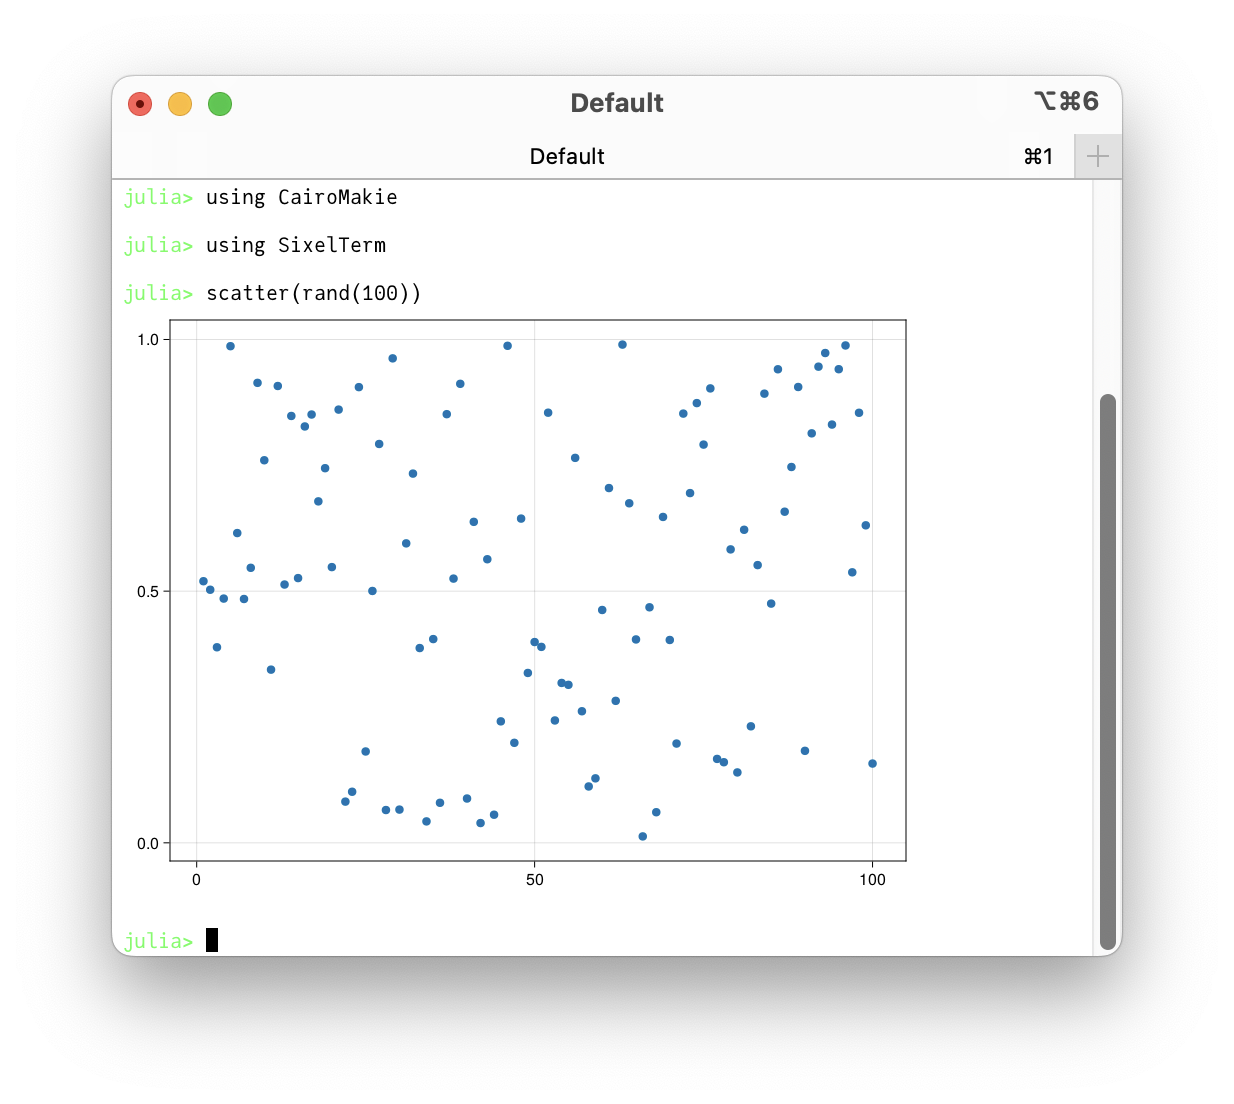 Default ⌥⌘6
Default ⌘1
julia> using CairoMakie
julia> using SixelTerm
julia> scatter(rand(100))
1.0
0.5
0.0
0 50 100
julia>